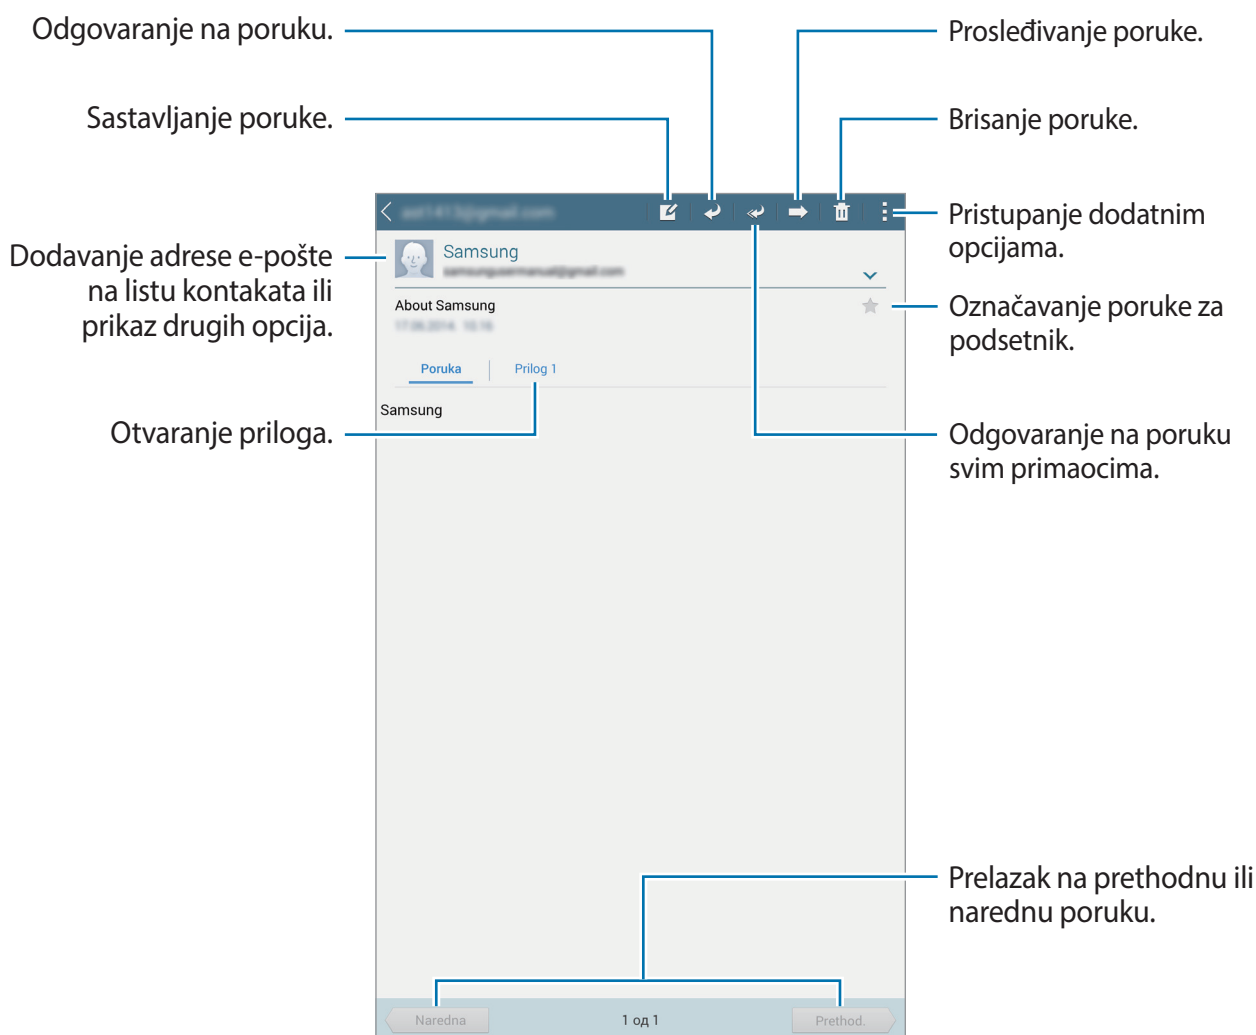 Odgovaranje na poruku.
Prosleđivanje poruke.
Sastavljanje poruke.
Brisanje poruke.
Pristupanje dodatnim
opcijama.
Dodavanje adrese e-pošte
na listu kontakata ili
prikaz drugih opcija.
Samsung
About Samsung
Označavanje poruke za
podsetnik.
Poruka
Prilog 1
Samsung
Otvaranje priloga.
Odgovaranje na poruku
svim primaocima.
Prelazak na prethodnu ili
narednu poruku.
Naredna
1 од 1
Prethod.